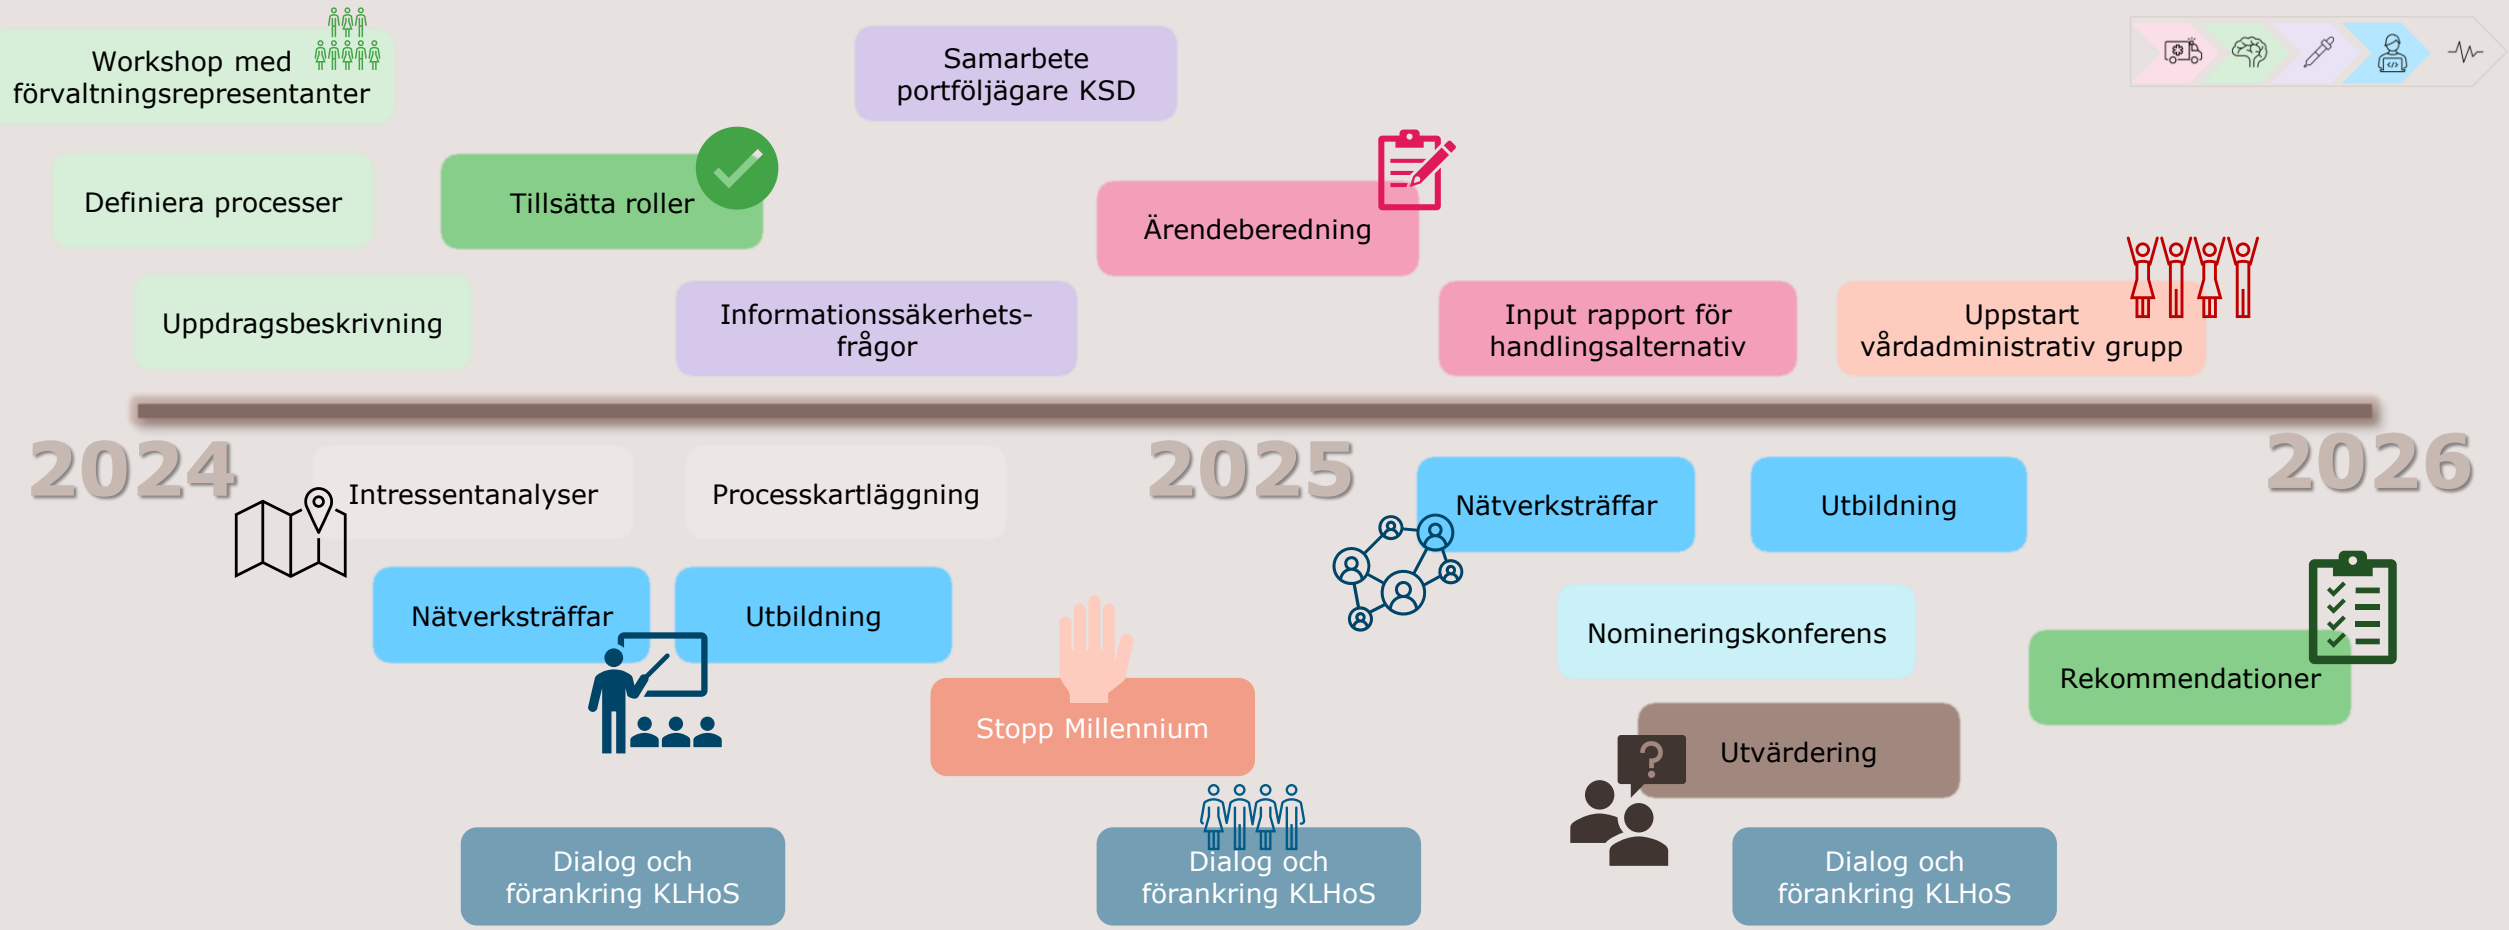 Workshop med
förvaltningsrepresentanter
Samarbete
portföljägare KSD
Definiera processer
Tillsätta roller
Ärendeberedning
Uppdragsbeskrivning
Informationssäkerhets-
frågor
Input rapport för
handlingsalternativ
Uppstart
vårdadministrativ grupp
2024
2025
2026
Intressentanalyser
Processkartläggning
Nätverksträffar
Utbildning
Nätverksträffar
Utbildning
Nomineringskonferens
Rekommendationer
Stopp Millennium
?
Utvärdering
Dialog och
förankring KLHoS
Dialog och
förankring KLHoS
Dialog och
förankring KLHoS